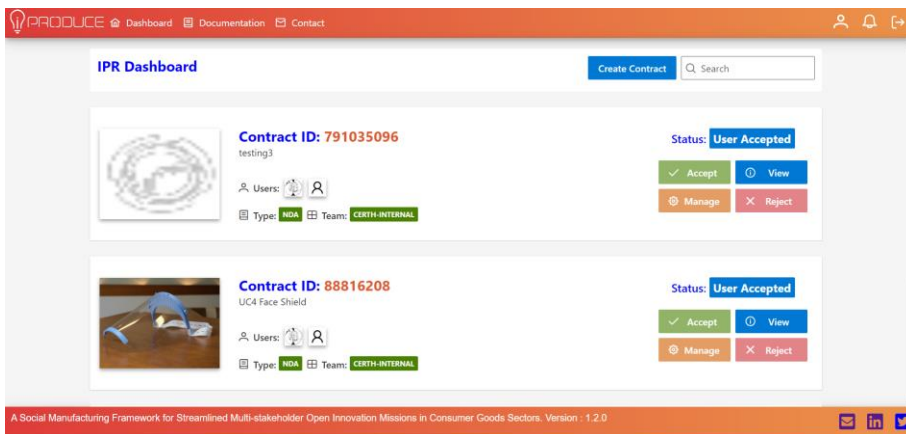 iPRODUCE Dashboard Documentation Contact
IPR Dashboard
Create Contract
Search
Contract ID: 791035096
testing3
Users:
Type: NDA Team: CERTH-INTERNAL
Status: User Accepted
Accept View
Manage Reject
Contract ID: 88816208
UC4 Face Shield
Users:
Type: NDA Team: CERTH-INTERNAL
Status: User Accepted
Accept View
Manage Reject
A Social Manufacturing Framework for Streamlined Multi-stakeholder Open Innovation Missions in Consumer Goods Sectors. Version : 1.2.0
in